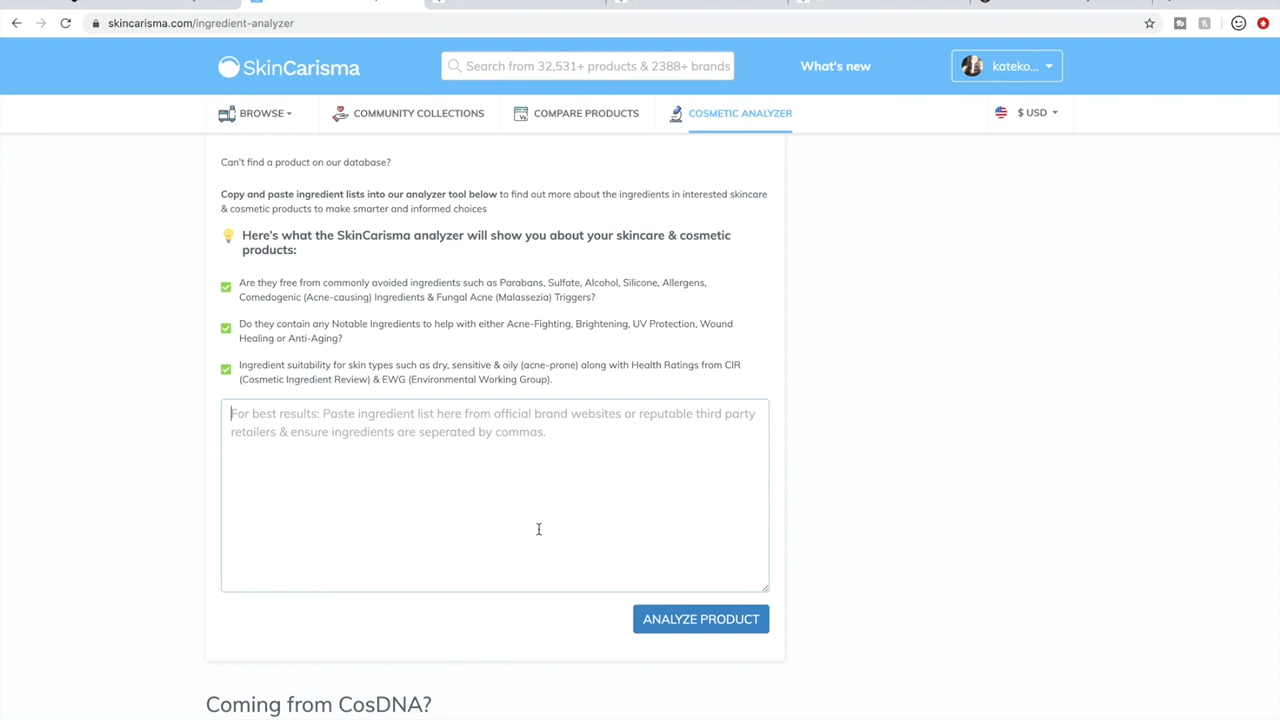 skincarisma.com/ingredient-analyzer
SkinCarisma
Search from 32,531+ products & 2388+ brands
What's new
kateko...
BROWSE
COMMUNITY COLLECTIONS
COMPARE PRODUCTS
COSMETIC ANALYZER
$ USD
Can't find a product on our database?
Copy and paste ingredient lists into our analyzer tool below to find out more about the ingredients in interested skincare
& cosmetic products to make smarter and informed choices
Here's what the SkinCarisma analyzer will show you about your skincare & cosmetic
products:
Are they free from commonly avoided ingredients such as Parabans, Sulfate, Alcohol, Silicone, Allergens,
Comedogenic (Acne-causing) Ingredients & Fungal Acne (Malassezia) Triggers?
Do they contain any Notable Ingredients to help with either Acne-Fighting, Brightening, UV Protection, Wound
Healing or Anti-Aging?
Ingredient suitability for skin types such as dry, sensitive & oily (acne-prone) along with Health Ratings from CIR
(Cosmetic Ingredient Review) & EWG (Environmental Working Group).
For best results: Paste ingredient list here from official brand websites or reputable third party
retailers & ensure ingredients are seperated by commas.
ANALYZE PRODUCT
Coming from CosDNA?